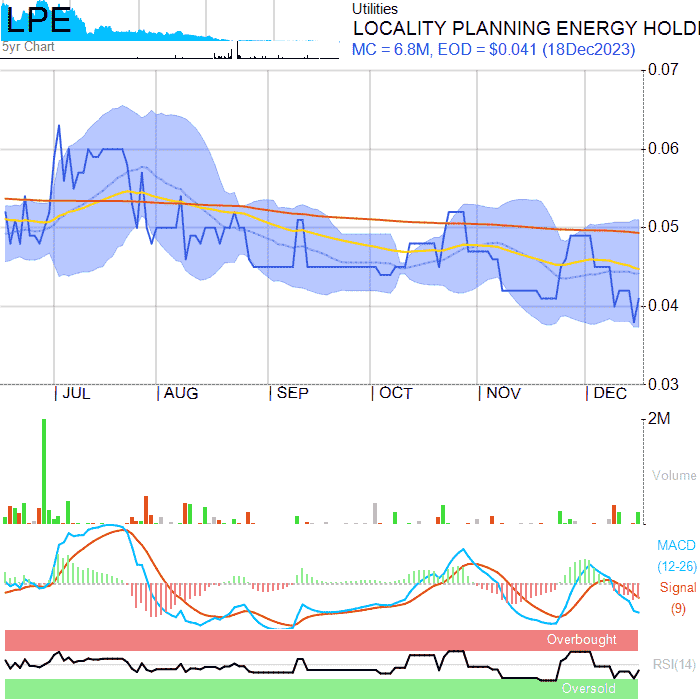 LPE
5yr Chart
Utilities
LOCALITY PLANNING ENERGY HOLDI
MC = 6.8M, EOD = $0.041 (18Dec2023)
0.07
0.06
0.05
0.04
0.03
JUL AUG SEP OCT NOV DEC
2M
Volume
MACD
(12-26)
Signal
(9)
Overbought
RSI(14)
Oversold